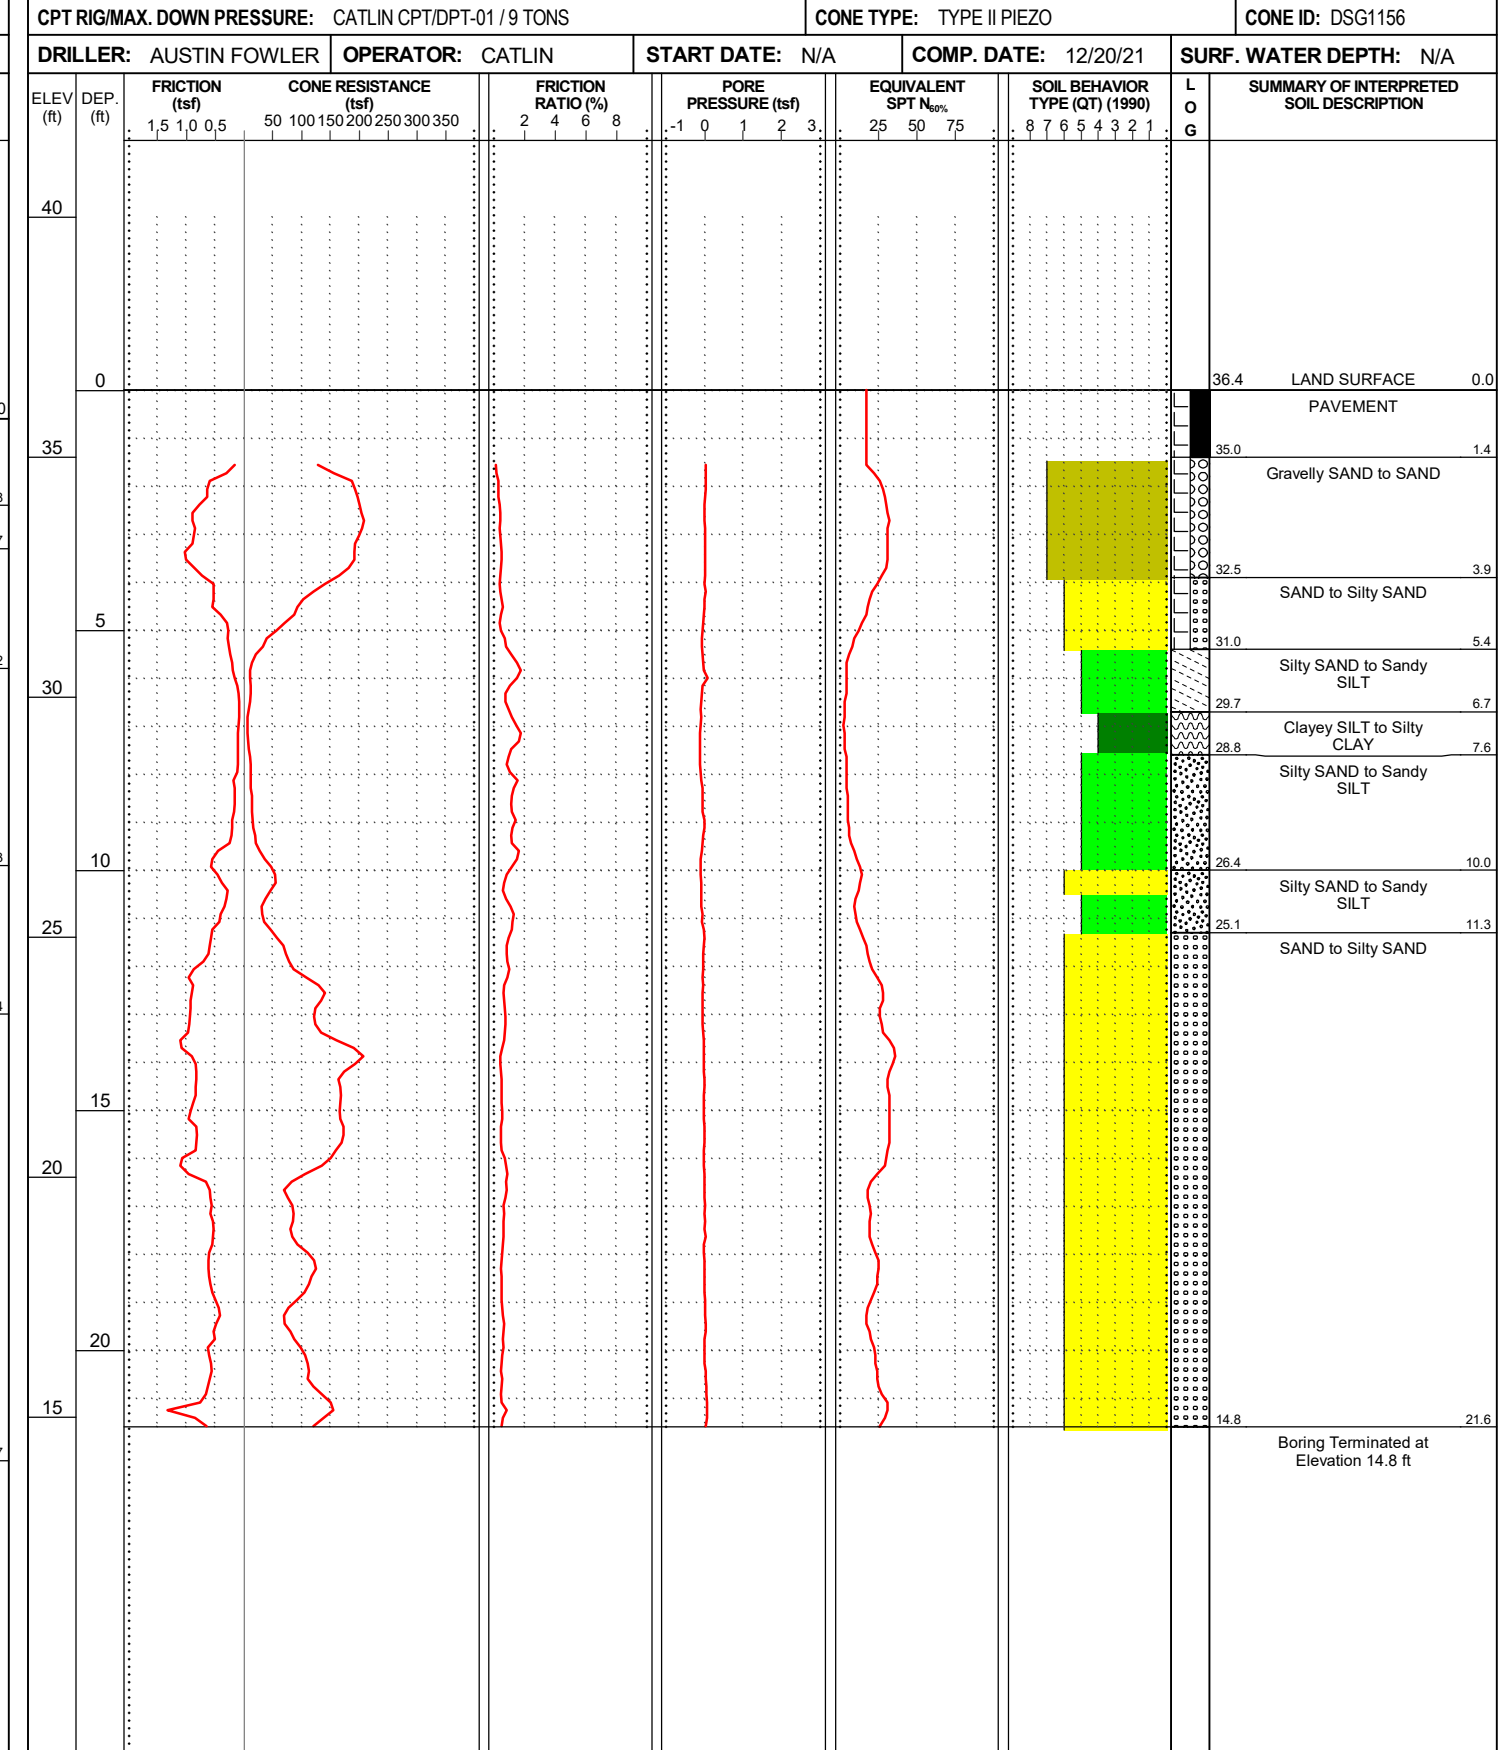 CPT RIG/MAX. DOWN PRESSURE: CATLIN CPT/DPT-01 / 9 TONS CONE TYPE: TYPE II PIEZO CONE ID: DSG1156
DRILLER: AUSTIN FOWLER OPERATOR: CATLIN START DATE: N/A COMP. DATE: 12/20/21 SURF. WATER DEPTH: N/A
ELEV (ft)
DEP. (ft)
FRICTION
(tsf)
1.5 1.0 0.5
CONE RESISTANCE
(tsf)
50 100 150 200 250 300 350
FRICTION
RATIO (%)
2 4 6 8
PORE
PRESSURE (tsf)
-1 0 1 2 3
EQUIVALENT
SPT N60%
25 50 75
SOIL BEHAVIOR
TYPE (QT) (1990)
8 7 6 5 4 3 2 1
L
O
G
SUMMARY OF INTERPRETED
SOIL DESCRIPTION
40
0
36.4 LAND SURFACE 0.0
PAVEMENT
35
35.0 1.4
Gravelly SAND to SAND
32.5 3.9
SAND to Silty SAND
5
31.0 5.4
Silty SAND to Sandy
SILT
30
29.7 6.7
Clayey SILT to Silty
CLAY
28.8 7.6
Silty SAND to Sandy
SILT
10
26.4 10.0
Silty SAND to Sandy
SILT
25
25.1 11.3
SAND to Silty SAND
15
20
20
15
14.8 21.6
Boring Terminated at
Elevation 14.8 ft